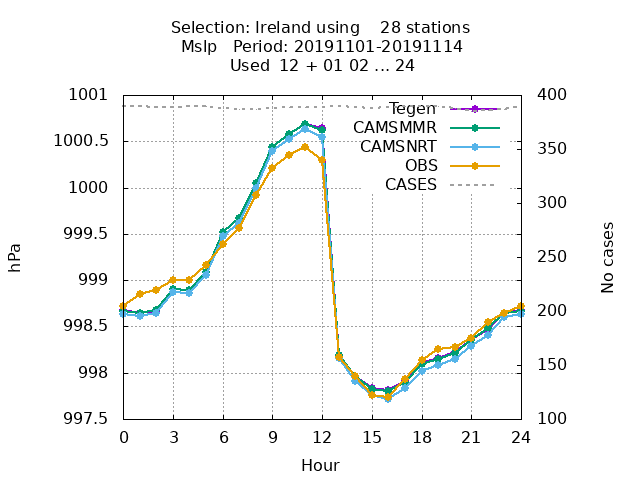 Selection: Ireland using    28 stations
Mslp   Period: 20191101-20191114
Used  12 + 01 02 ... 24
1001
1000.5
1000
999.5
999
998.5
998
997.5
hPa
400
350
300
250
200
150
100
No cases
Tegen
CAMSMMR
CAMSNRT
OBS
CASES
0 3 6 9 12 15 18 21 24
Hour